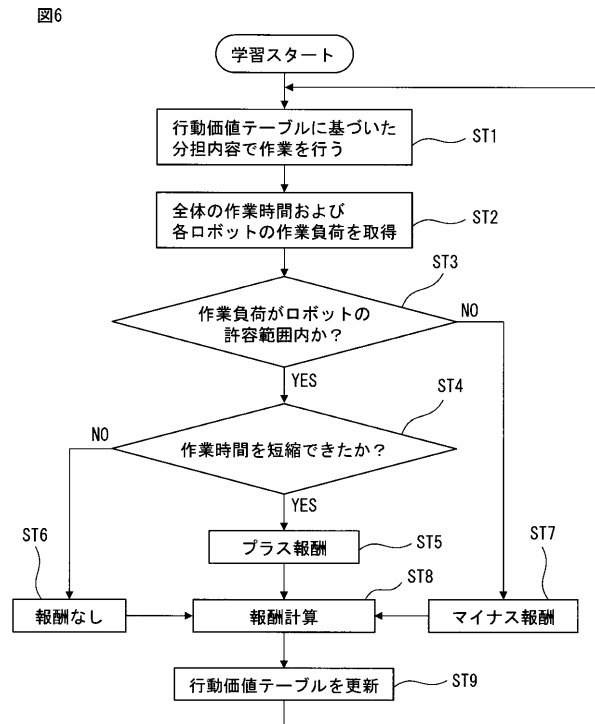 図6
学習スタート
行動価値テーブルに基づいた
分担内容で作業を行う
ST1
全体の作業時間および
各ロボットの作業負荷を取得
ST2
ST3
作業負荷がロボットの
許容範囲内か？
NO
YES
ST4
NO
作業時間を短縮できたか？
YES
ST6
プラス報酬
ST5
ST7
ST8
報酬なし
報酬計算
マイナス報酬
行動価値テーブルを更新
ST9